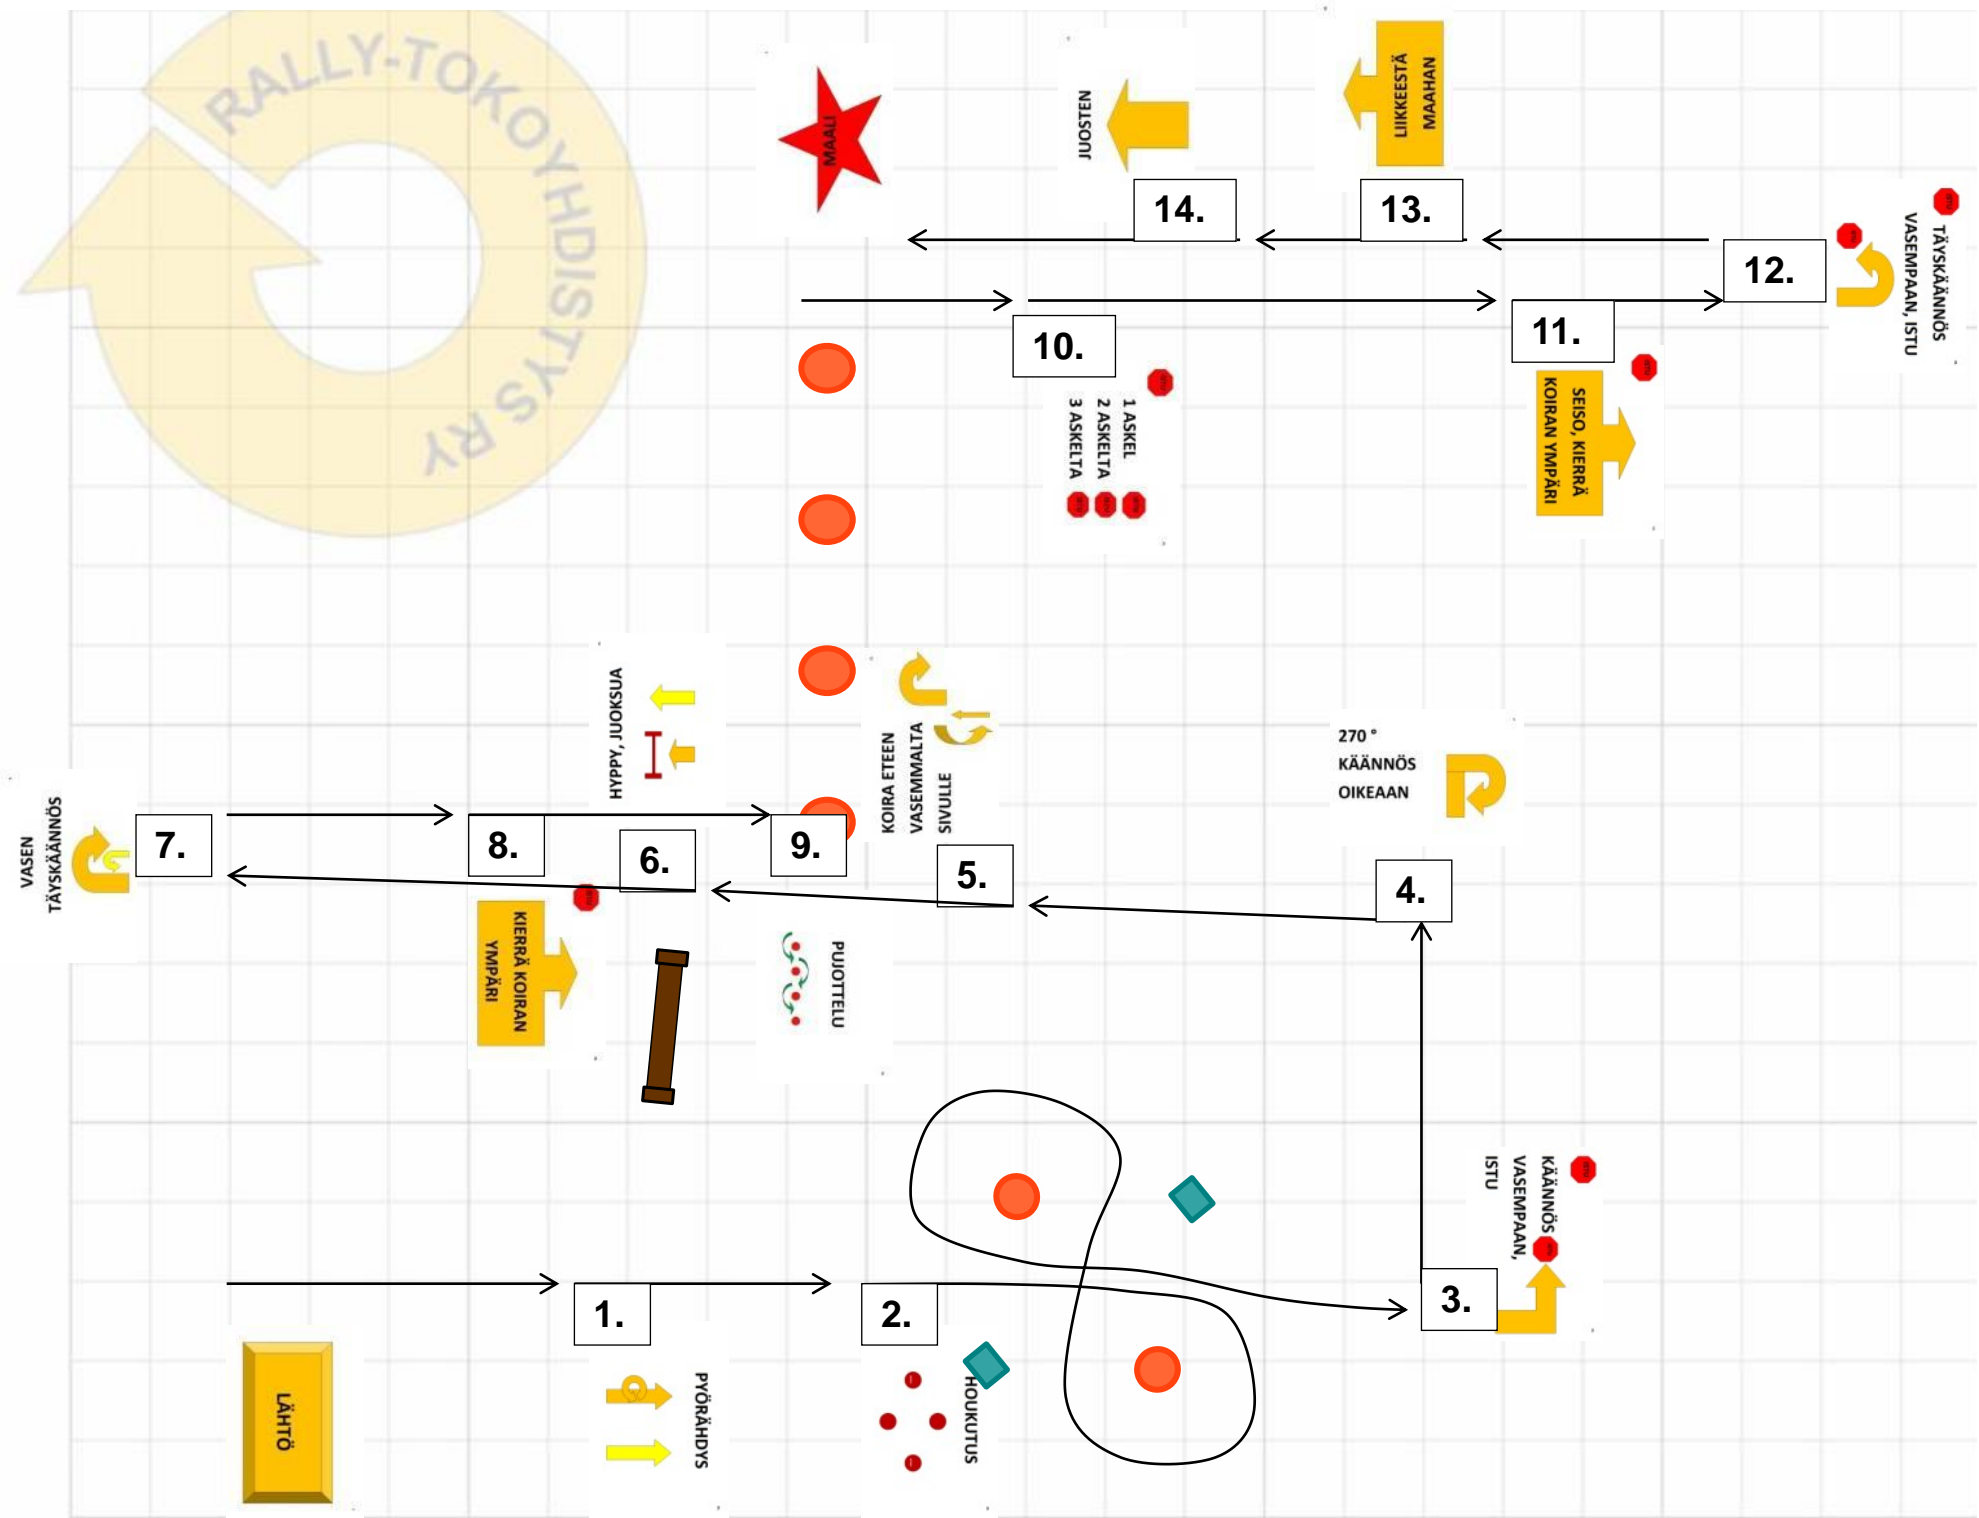 RALLY-TOKOYHDISTYS RY
MAALI
JUOSTEN
LIIKKEESTÄ
MAAHAN
14.
13.
12.
TÄYSKÄÄNNÖS
VASEMPAAN, ISTU
10.
1 ASKEL
2 ASKELTA
3 ASKELTA
11.
SEISO, KIERRÄ
KOIRAN YMPÄRI
HYPPY, JUOKSUA
KOIRA ETEEN
VASEMMALTA
SIVULLE
270 °
KÄÄNNÖS
OIKEAAN
VASEN
TÄYSKÄÄNNÖS
7.
8.
6.
9.
5.
4.
KIERRÄ KOIRAN
YMPÄRI
PUJOTTELU
KÄÄNNÖS
VASEMPAAN,
ISTU
1.
2.
3.
LÄHTÖ
PYÖRÄHDYS
HOUKUTUS